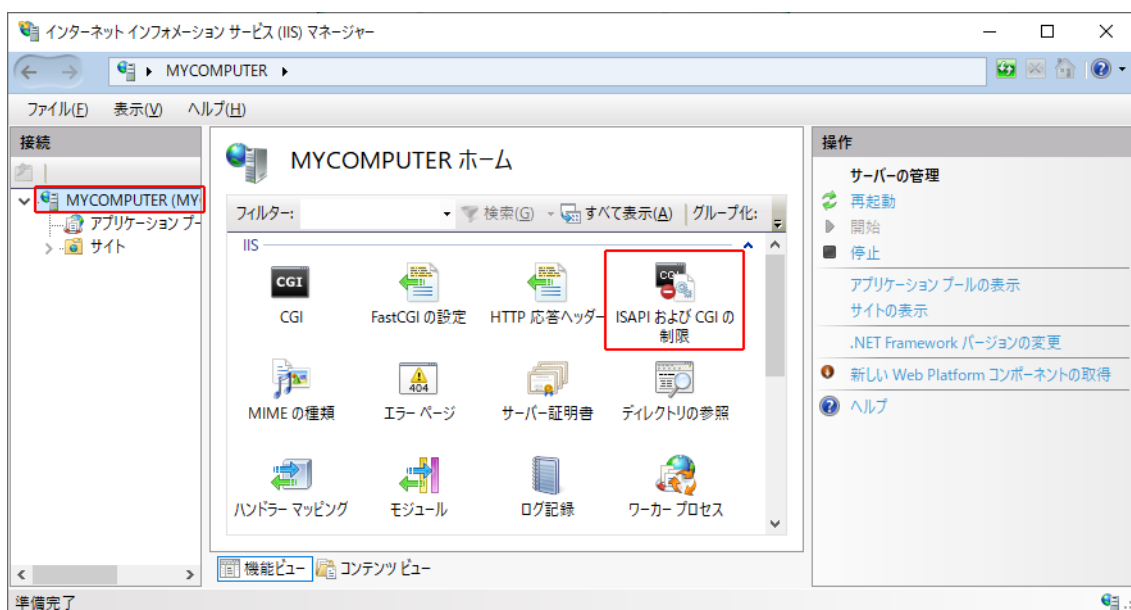 インターネット インフォメーション サービス (IIS) マネージャー
MYCOMPUTER
ファイル(F) 表示(V) ヘルプ(H)
接続
MYCOMPUTER (MY
アプリケーション プー
サイト
MYCOMPUTER ホーム
フィルター: 検索(G) すべて表示(A) グループ化:
IIS
CGI
CGI
FastCGI の設定
HTTP 応答ヘッダー
CGI
ISAPI および CGI の
制限
MIME の種類
404
エラー ページ
サーバー証明書
ディレクトリの参照
ハンドラー マッピング
モジュール
ログ記録
ワーカー プロセス
機能ビュー コンテンツ ビュー
操作
サーバーの管理
再起動
開始
停止
アプリケーション プールの表示
サイトの表示
.NET Framework バージョンの変更
新しい Web Platform コンポーネントの取得
ヘルプ
準備完了